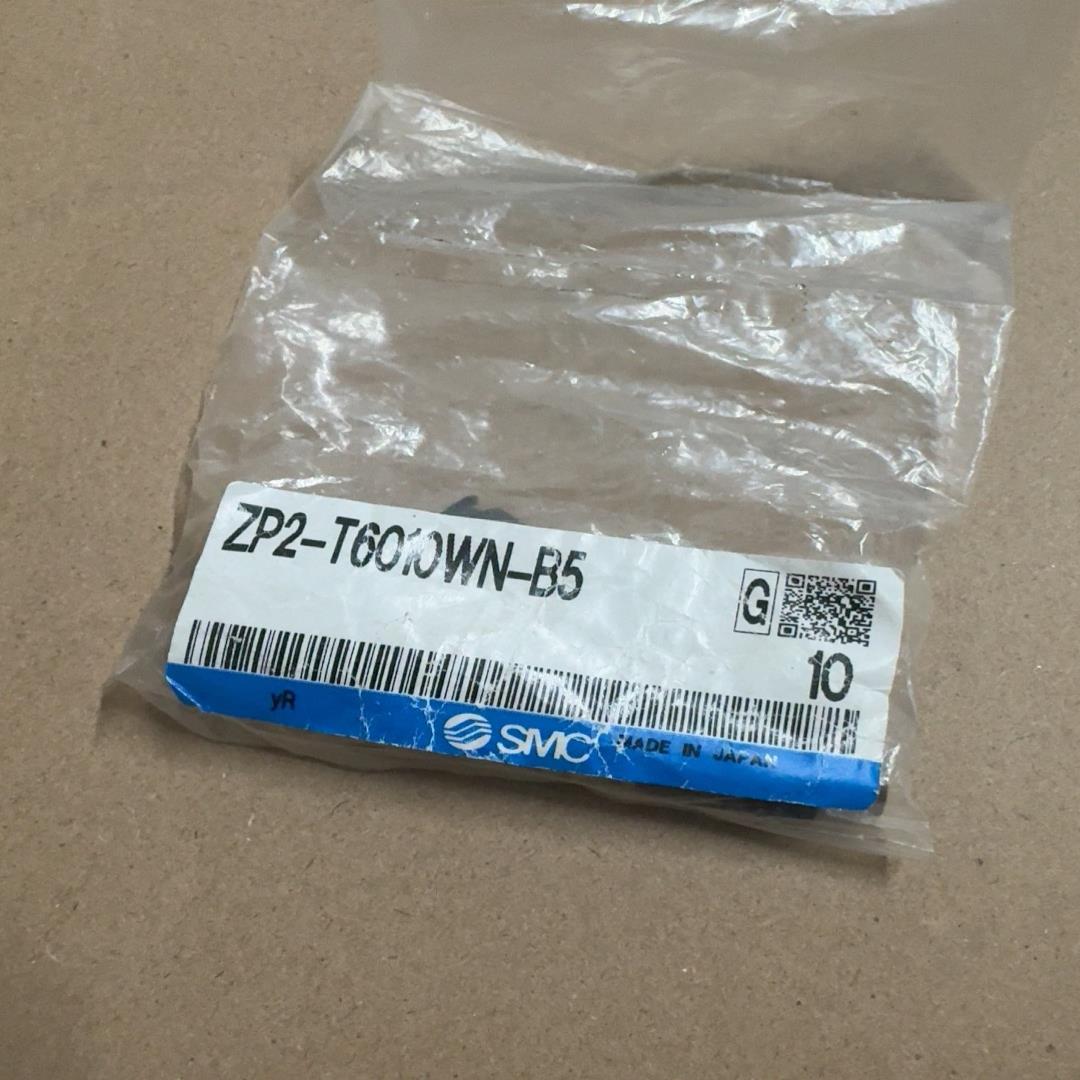 ZP2-T6010WN-B5
G
10
yR
SMC MADE IN JAPAN